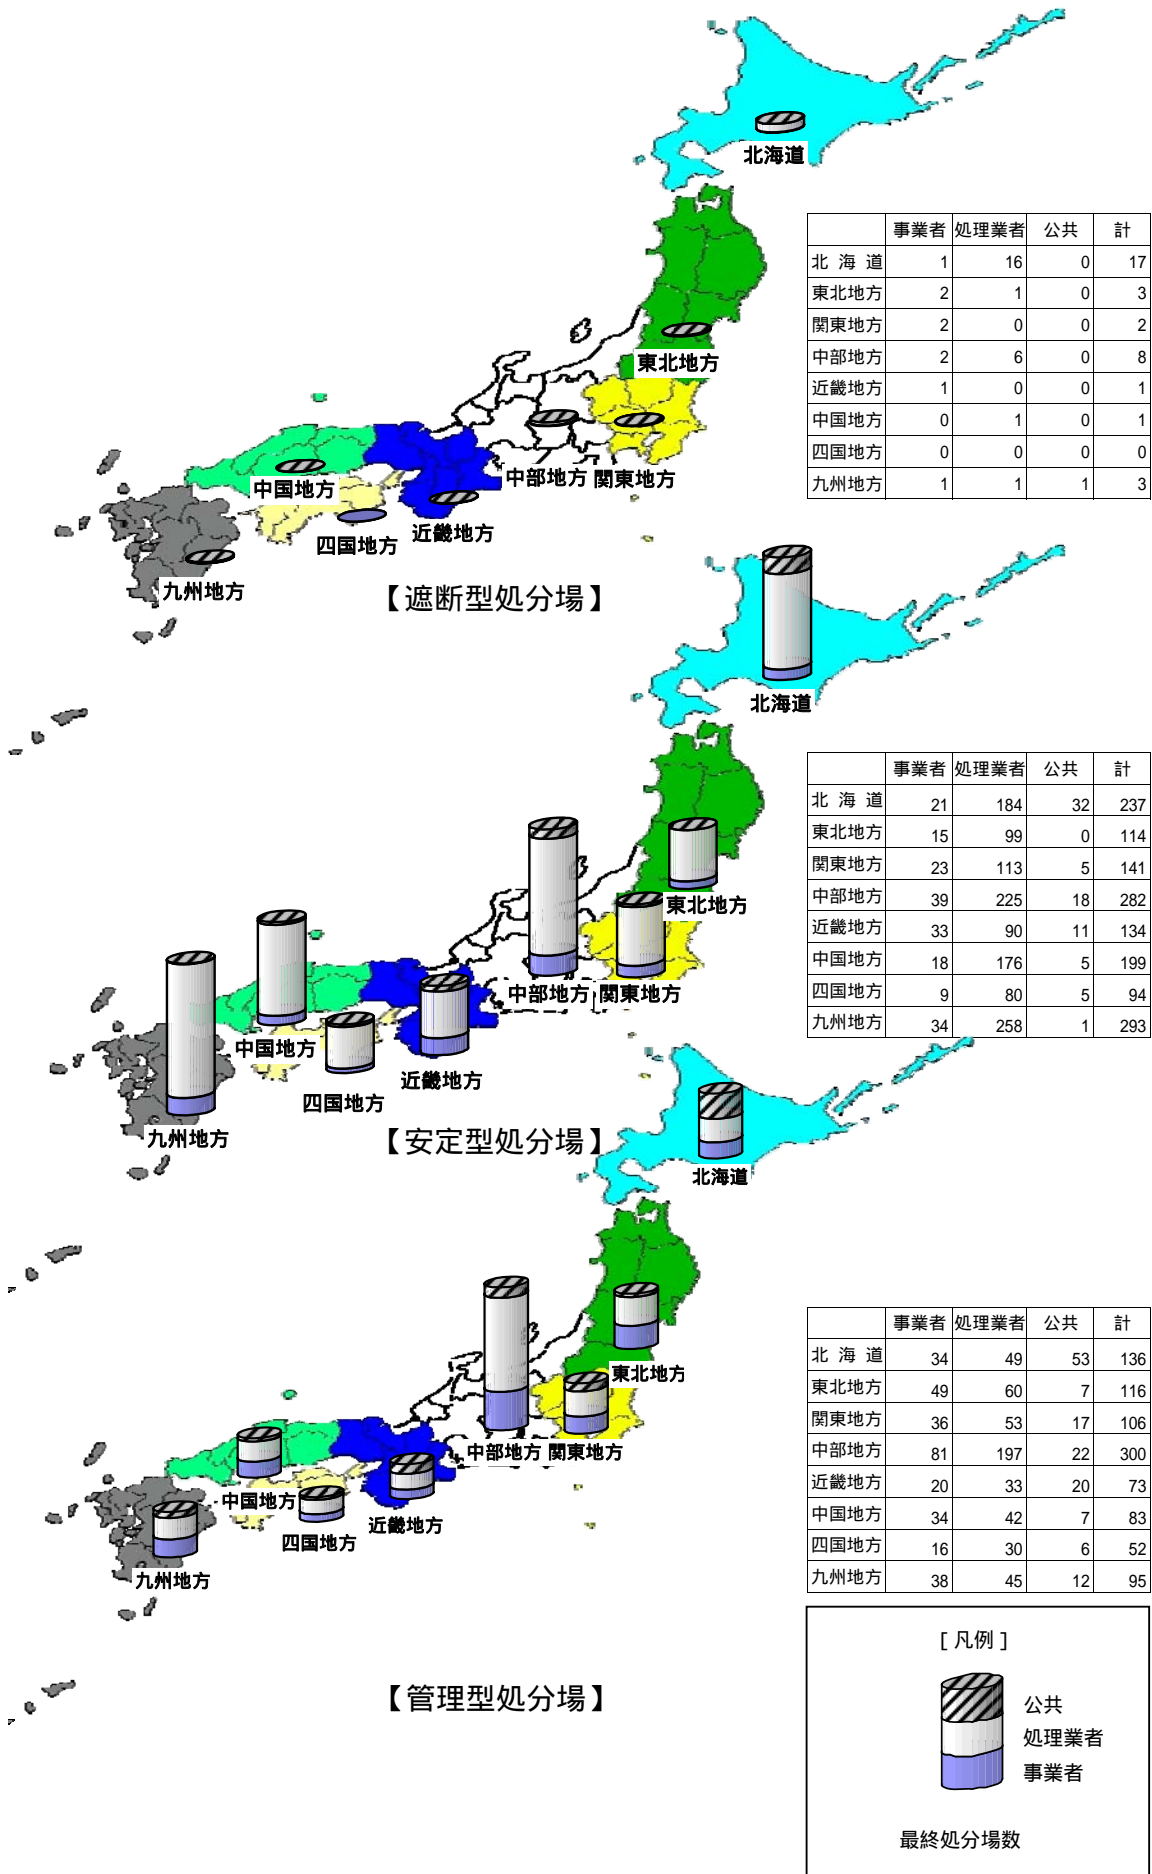 北海道
東北地方
中部地方 関東地方
中国地方
四国地方 近畿地方
九州地方
【遮断型処分場】
事業者 処理業者 公共 計
北 海 道 1 16 0 17
東北地方 2 1 0 3
関東地方 2 0 0 2
中部地方 2 6 0 8
近畿地方 1 0 0 1
中国地方 0 1 0 1
四国地方 0 0 0 0
九州地方 1 1 1 3
北海道
東北地方
中部地方 関東地方
中国地方
近畿地方
四国地方
九州地方
【安定型処分場】
事業者 処理業者 公共 計
北 海 道 21 184 32 237
東北地方 15 99 0 114
関東地方 23 113 5 141
中部地方 39 225 18 282
近畿地方 33 90 11 134
中国地方 18 176 5 199
四国地方 9 80 5 94
九州地方 34 258 1 293
北海道
東北地方
中部地方 関東地方
中国地方
近畿地方
四国地方
九州地方
【管理型処分場】
事業者 処理業者 公共 計
北 海 道 34 49 53 136
東北地方 49 60 7 116
関東地方 36 53 17 106
中部地方 81 197 22 300
近畿地方 20 33 20 73
中国地方 34 42 7 83
四国地方 16 30 6 52
九州地方 38 45 12 95
[ 凡例 ]
公共
処理業者
事業者
最終処分場数